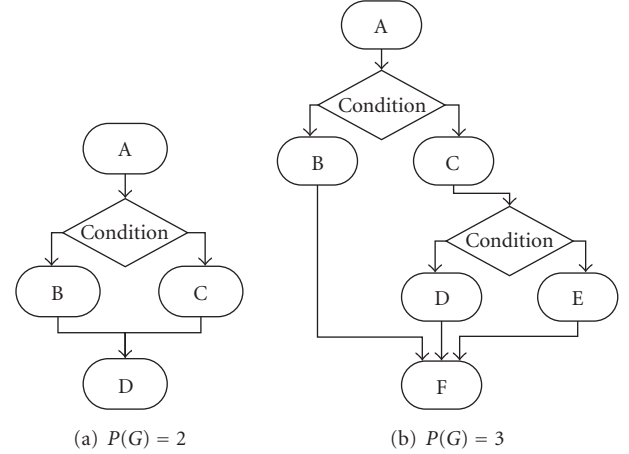 A
Condition
B
C
D
(a) P(G) = 2
A
Condition
B
C
Condition
D
E
F
(b) P(G) = 3